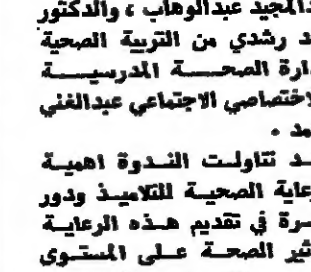 دالمجيد عبدالوهاب ، والدكتور
د رشدي من التربية الصحية
دارة الصحة المدرسية
لاختصاصي الاجتماعي عبدالغني
مد .
د تناولت الندوة اهمية
رعاية الصحية للتلاميذ ودور
سرة في تقديم هذه الرعاية
ثير الصحة على المستوى